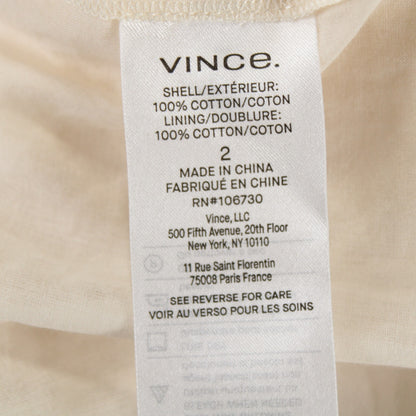 VINCE.
SHELL/EXTÉRIEUR:
100% COTTON/COTON
LINING/DOUBLURE:
100% COTTON/COTON
2
MADE IN CHINA
FABRIQUÉ EN CHINE
RN#106730
Vince, LLC
500 Fifth Avenue, 20th Floor
New York, NY 10110
11 Rue Saint Florentin
75008 Paris France
SEE REVERSE FOR CARE
VOIR AU VERSO POUR LES SOINS